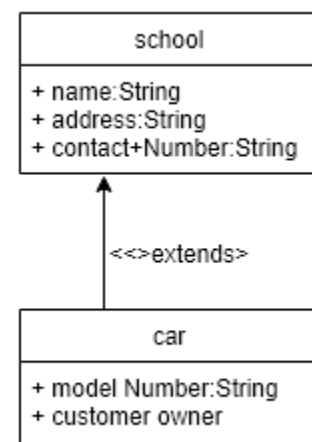 school
+ name:String
+ address:String
+ contact+Number:String
<<>extends>
car
+ model Number:String
+ customer owner